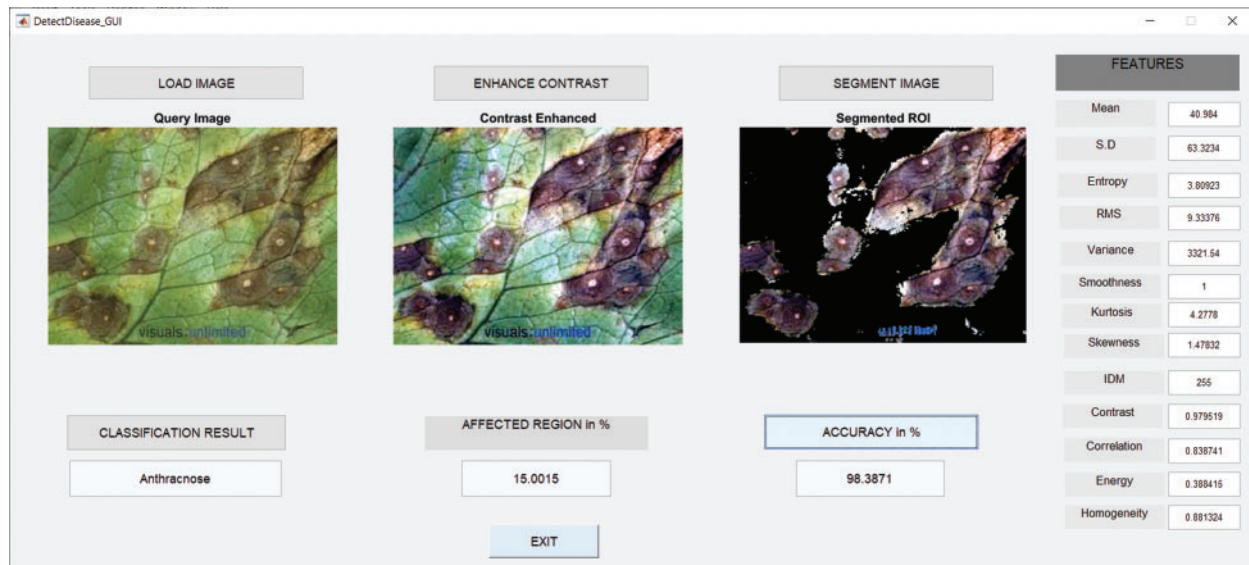 DetectDisease_GUI
LOAD IMAGE
ENHANCE CONTRAST
SEGMENT IMAGE
Query Image
Contrast Enhanced
Segmented ROI
visuals:unlimited
visuals:unlimited
CLASSIFICATION RESULT
AFFECTED REGION in %
ACCURACY in %
Anthracnose
15.0015
98.3871
EXIT
FEATURES
Mean 40.984
S.D 63.3234
Entropy 3.80923
RMS 9.33376
Variance 3321.54
Smoothness 1
Kurtosis 4.2778
Skewness 1.47832
IDM 255
Contrast 0.979519
Correlation 0.838741
Energy 0.388416
Homogeneity 0.881324